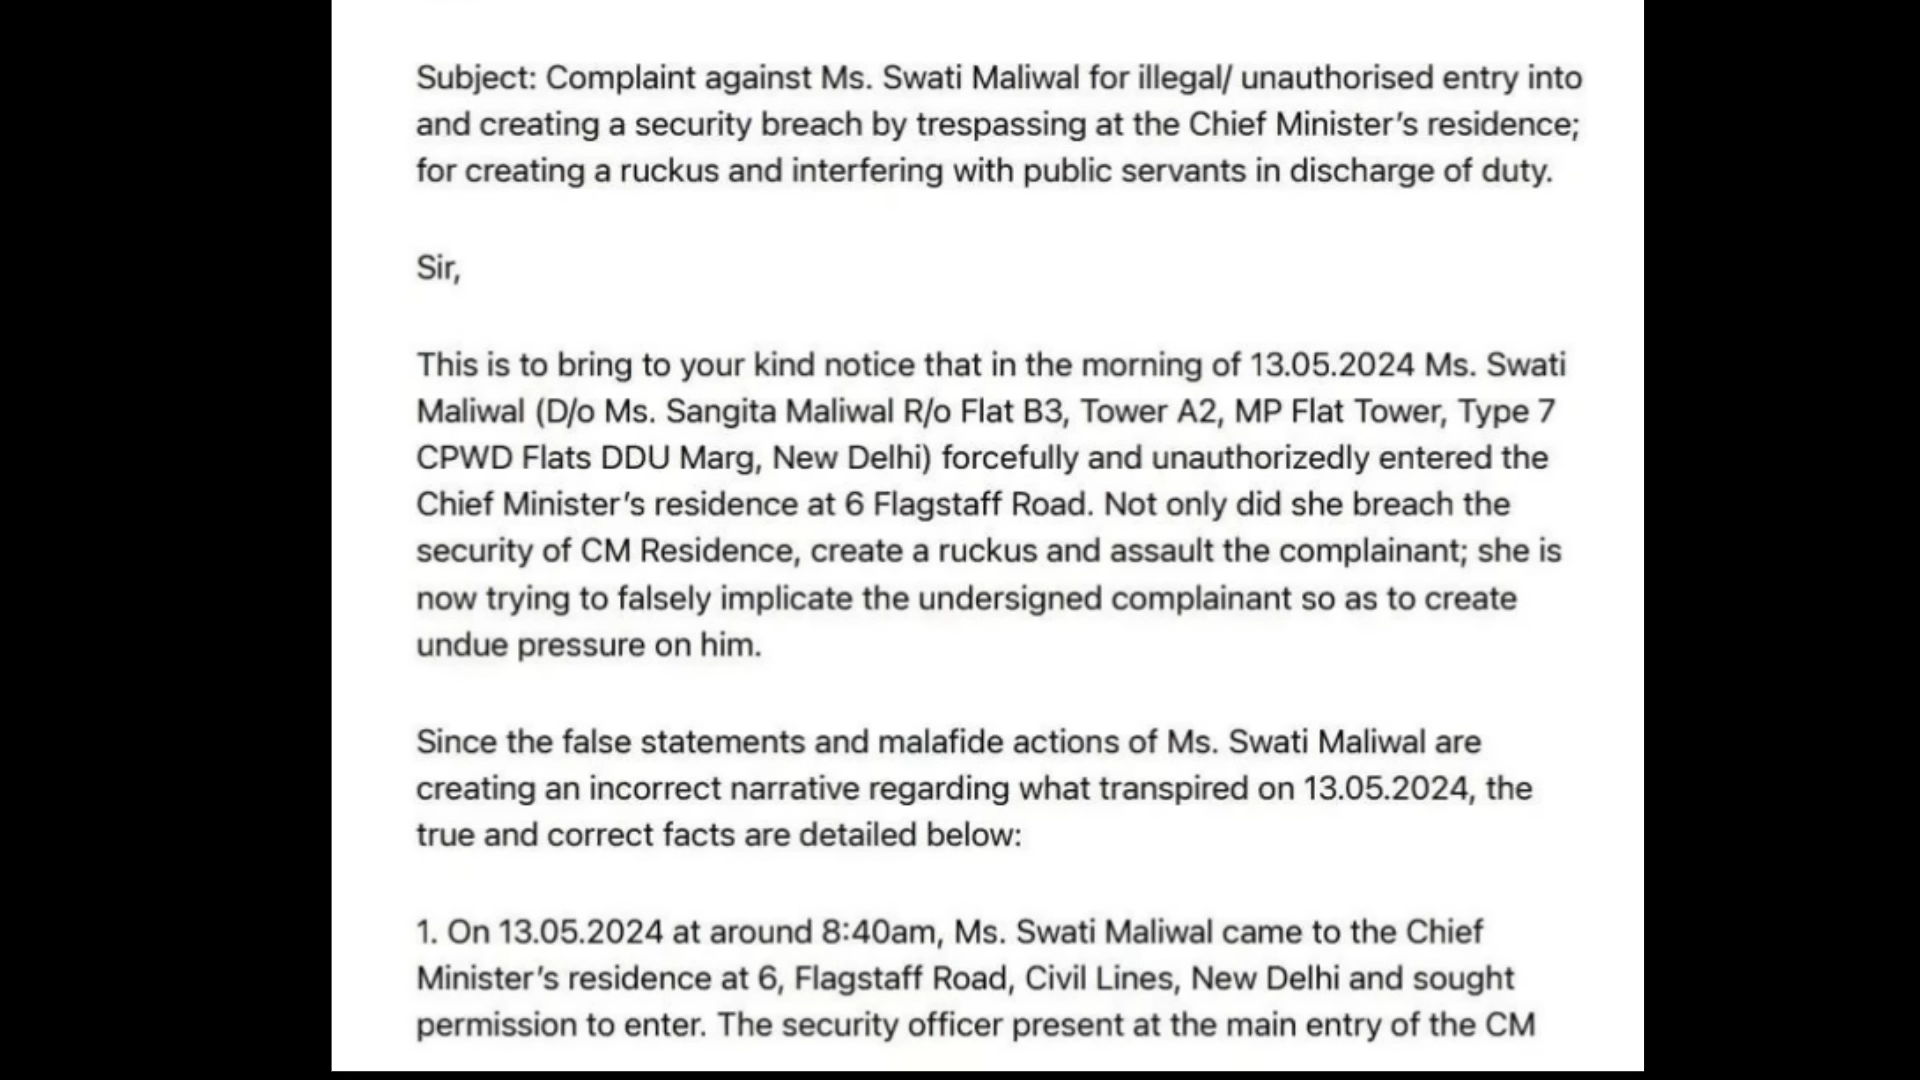 Subject: Complaint against Ms. Swati Maliwal for illegal/ unauthorised entry into
and creating a security breach by trespassing at the Chief Minister’s residence;
for creating a ruckus and interfering with public servants in discharge of duty.
Sir,
This is to bring to your kind notice that in the morning of 13.05.2024 Ms. Swati
Maliwal (D/o Ms. Sangita Maliwal R/o Flat B3, Tower A2, MP Flat Tower, Type 7
CPWD Flats DDU Marg, New Delhi) forcefully and unauthorizedly entered the
Chief Minister’s residence at 6 Flagstaff Road. Not only did she breach the
security of CM Residence, create a ruckus and assault the complainant; she is
now trying to falsely implicate the undersigned complainant so as to create
undue pressure on him.
Since the false statements and malafide actions of Ms. Swati Maliwal are
creating an incorrect narrative regarding what transpired on 13.05.2024, the
true and correct facts are detailed below:
1. On 13.05.2024 at around 8:40am, Ms. Swati Maliwal came to the Chief
Minister’s residence at 6, Flagstaff Road, Civil Lines, New Delhi and sought
permission to enter. The security officer present at the main entry of the CM